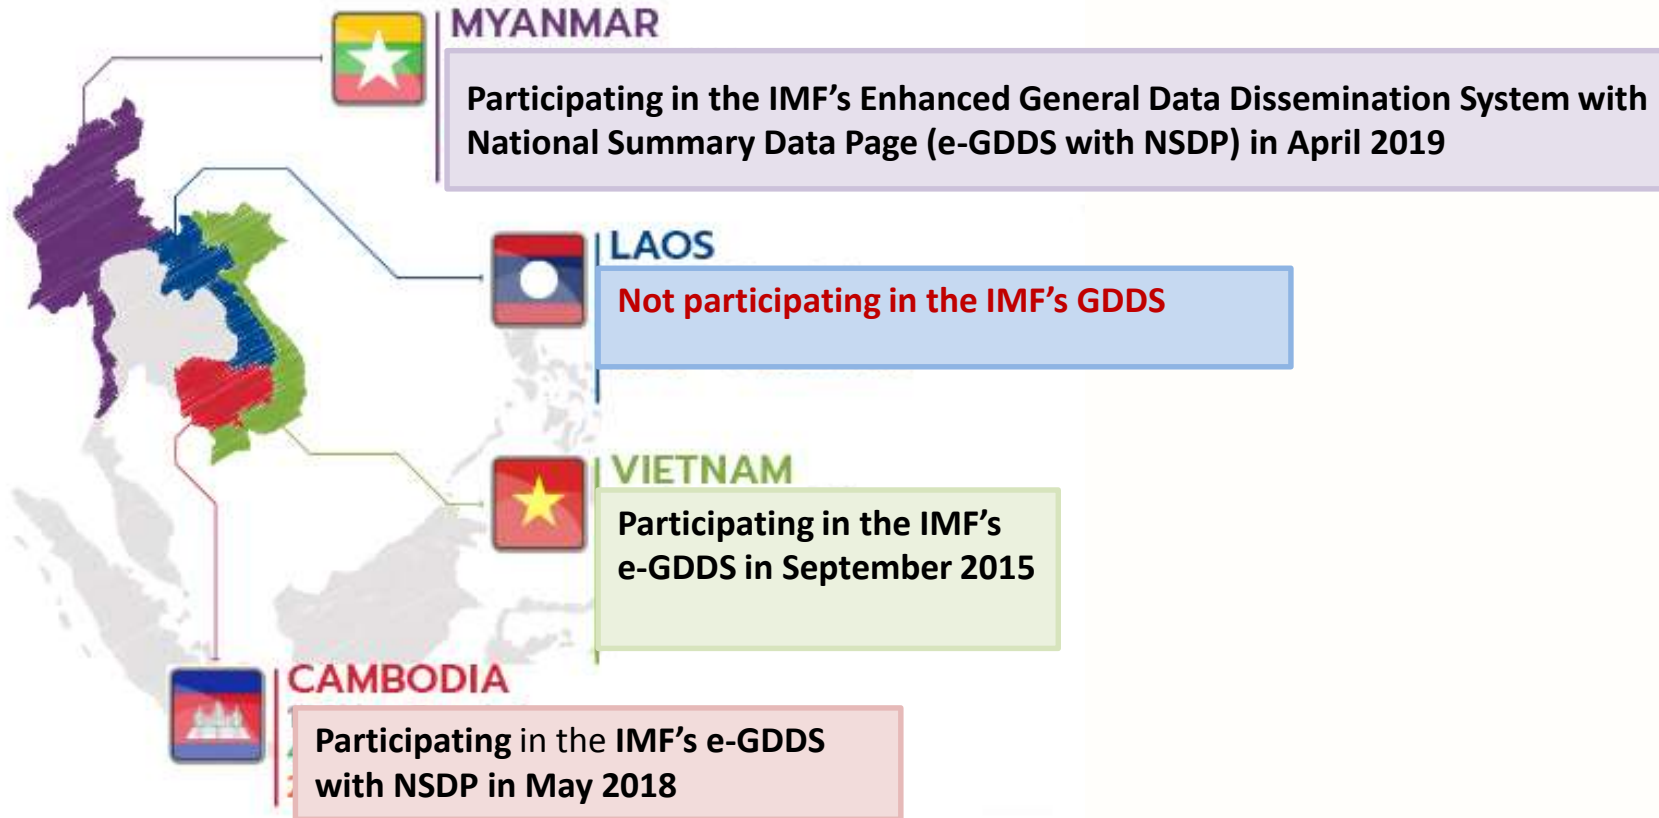 MYANMAR
Participating in the IMF’s Enhanced General Data Dissemination System with
National Summary Data Page (e-GDDS with NSDP) in April 2019
LAOS
Not participating in the IMF’s GDDS
VIETNAM
Participating in the IMF’s
e-GDDS in September 2015
CAMBODIA
Participating in the IMF’s e-GDDS
with NSDP in May 2018